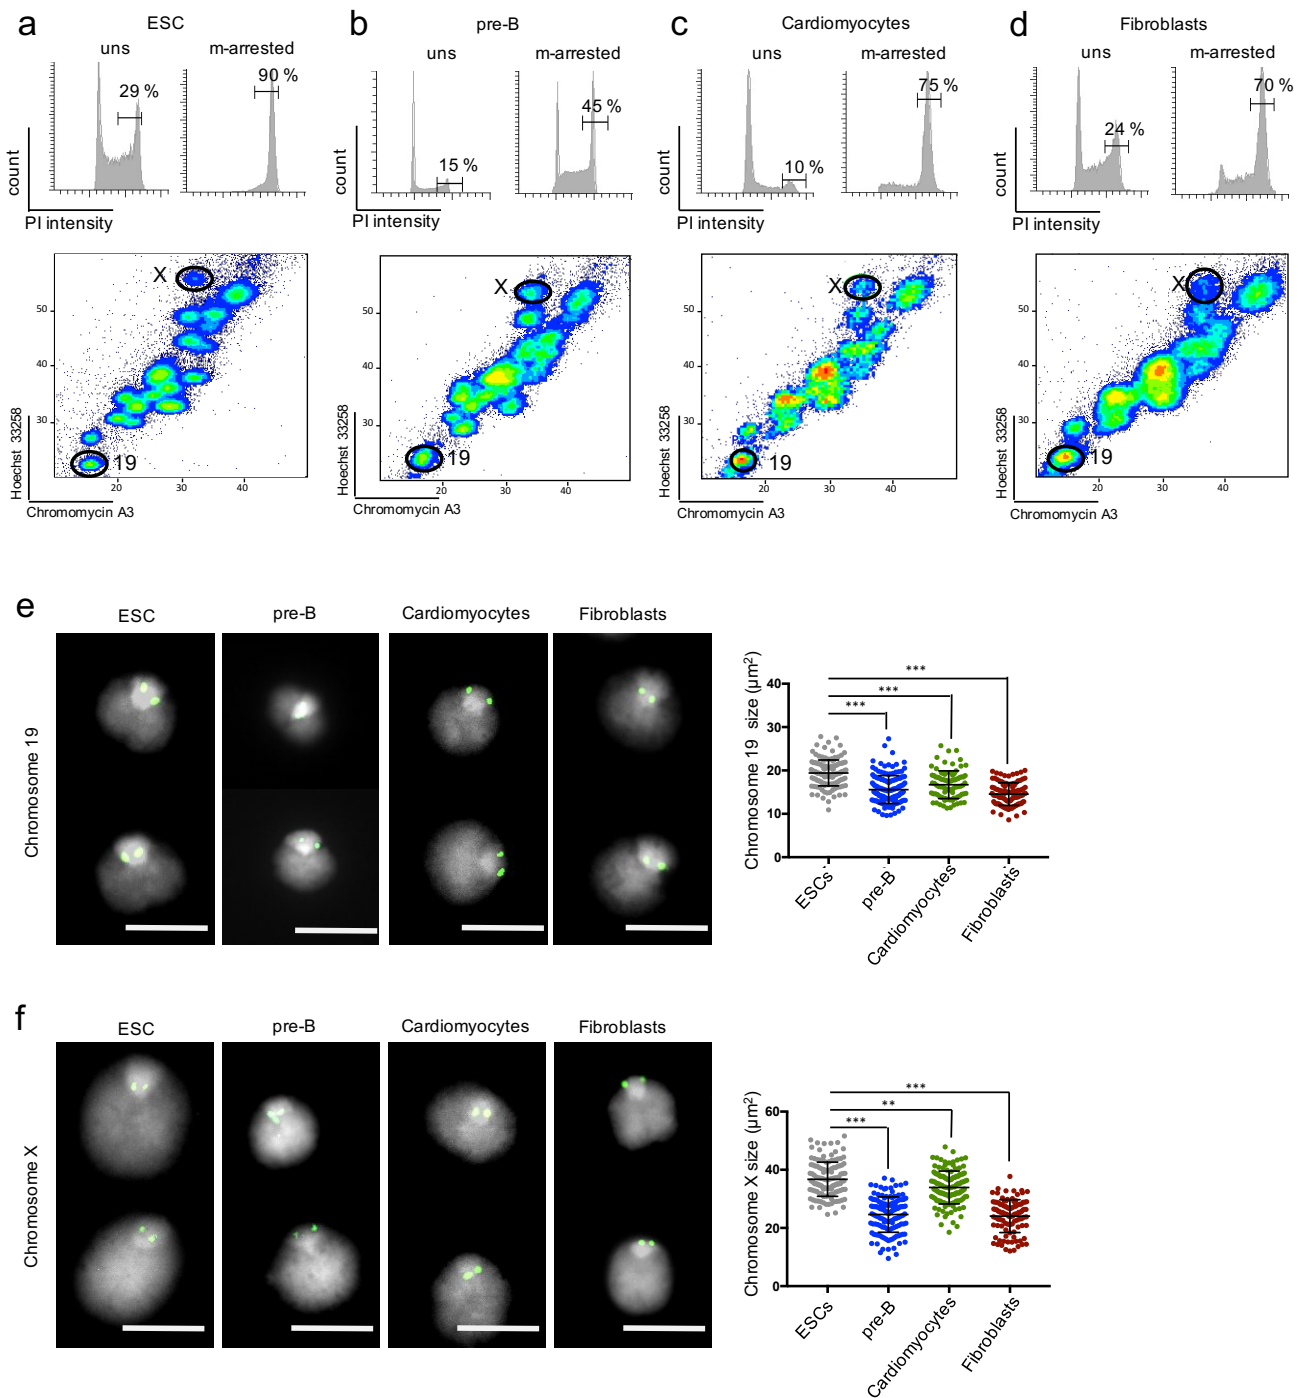 a
ESC
uns
m-arrested
29 %
90 %
count
PI intensity
X
50
40
30
19
20
30
40
Hoechst 33258
Chromomycin A3
b
pre-B
uns
m-arrested
15 %
45 %
count
PI intensity
X
50
40
30
19
20
30
40
Hoechst 33258
Chromomycin A3
c
Cardiomyocytes
uns
m-arrested
10 %
75 %
count
PI intensity
X
50
40
30
19
20
30
40
Hoechst 33258
Chromomycin A3
d
Fibroblasts
uns
m-arrested
24 %
70 %
count
PI intensity
X
50
40
30
19
20
30
40
Hoechst 33258
Chromomycin A3
e
ESC
pre-B
Cardiomyocytes
Fibroblasts
Chromosome 19
Chromosome 19 size (µm²)
40
30
20
10
0
***
***
***
ESCs
pre-B
Cardiomyocytes
Fibroblasts
f
ESC
pre-B
Cardiomyocytes
Fibroblasts
Chromosome X
Chromosome X size (µm²)
60
40
20
0
***
**
***
ESCs
pre-B
Cardiomyocytes
Fibroblasts